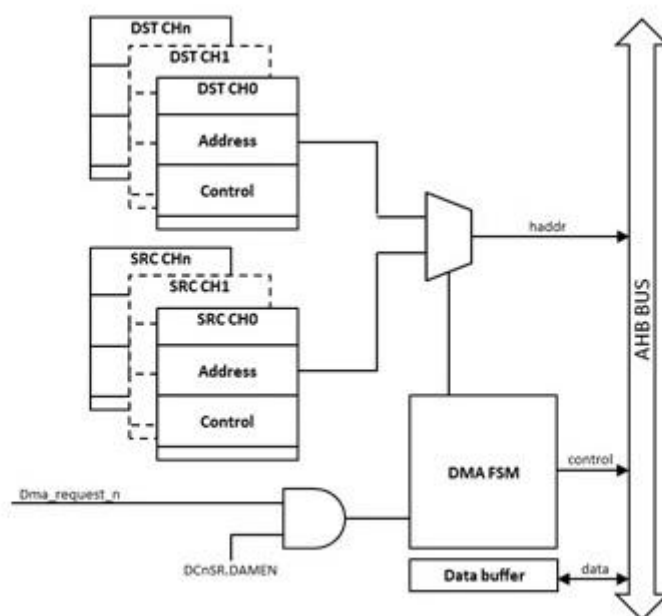 DST CHn
DST CH1
DST CH0
Address
Control
haddr
SRC CHn
SRC CH1
SRC CH0
Address
Control
AHB BUS
DMA FSM
control
Dma_request_n
DCnSR.DAMEN
Data buffer
data